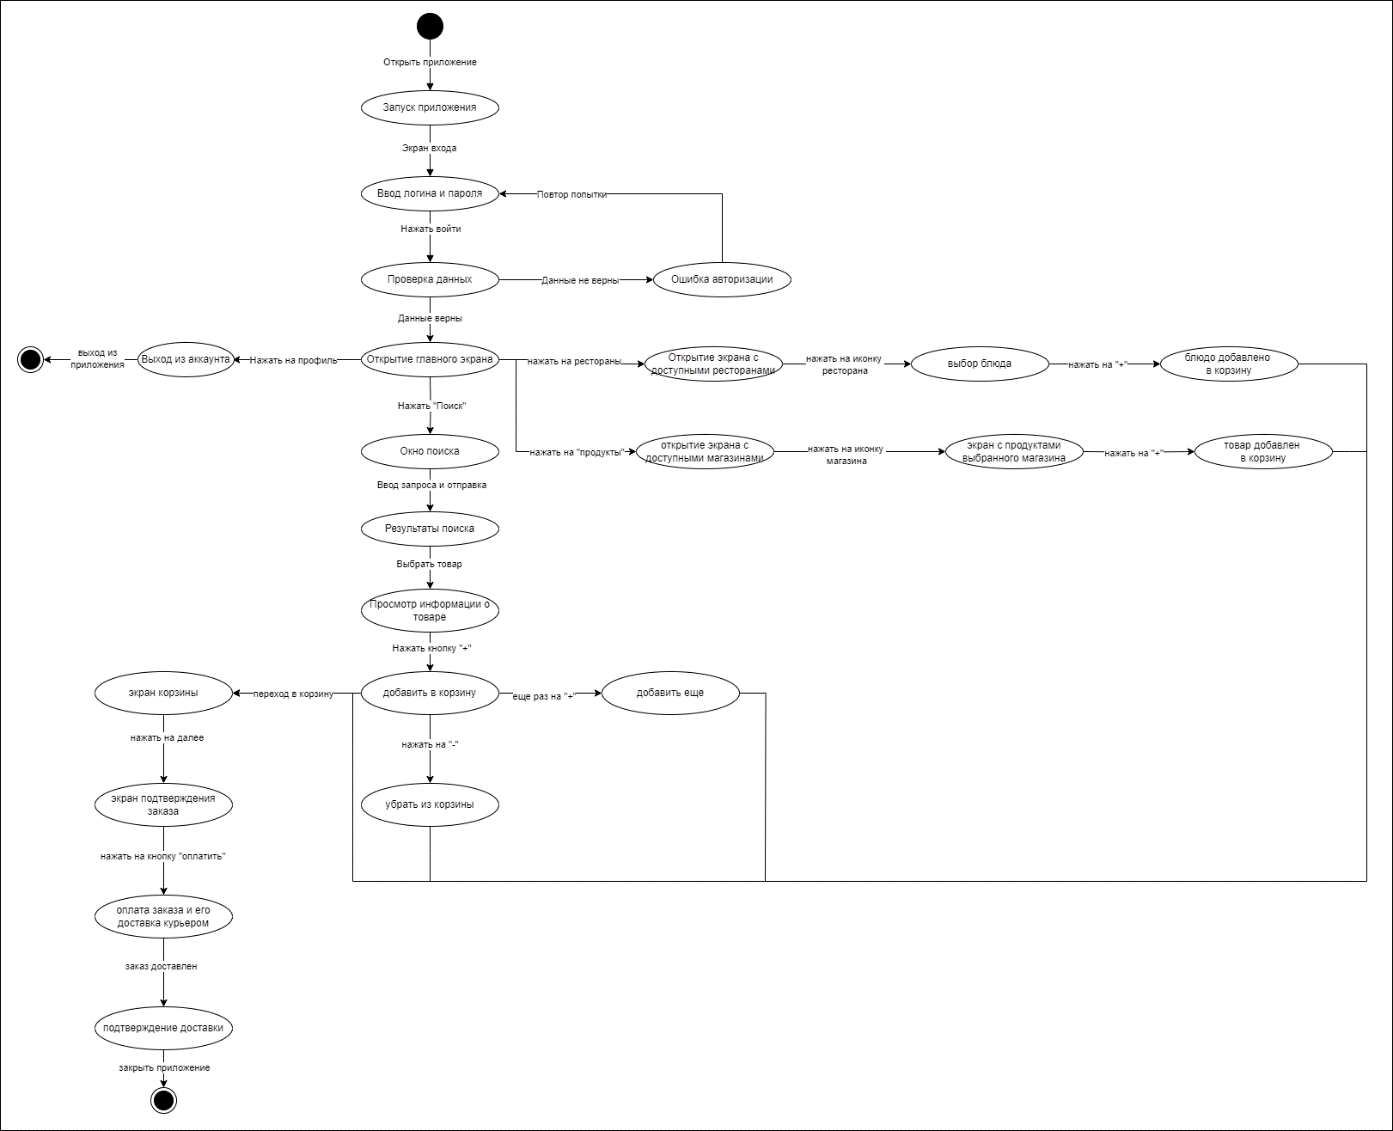 Открыть приложение
Запуск приложения
Экран входа
Ввод логина и пароля
Повтор попытки
Нажать войти
Проверка данных
Данные не верны
Ошибка авторизации
Данные верны
выход из
приложения
Выход из аккаунта
Нажать на профиль
Открытие главного экрана
нажать на рестораны
Открытие экрана с
доступными ресторанами
нажать на иконку
ресторана
выбор блюда
нажать на "+"
блюдо добавлено
в корзину
Нажать "Поиск"
Окно поиска
нажать на "продукты"
открытие экрана с
доступными магазинами
нажать на иконку
магазина
экран с продуктами
выбранного магазина
нажать на "+"
товар добавлен
в корзину
Ввод запроса и отправка
Результаты поиска
Выбрать товар
Просмотр информации о
товаре
Нажать кнопку "+"
экран корзины
переход в корзину
добавить в корзину
еще раз на "+"
добавить еще
нажать на далее
нажать на "-"
экран подтверждения
заказа
убрать из корзины
нажать на кнопку "оплатить"
оплата заказа и его
доставка курьером
заказ доставлен
подтверждение доставки
закрыть приложение